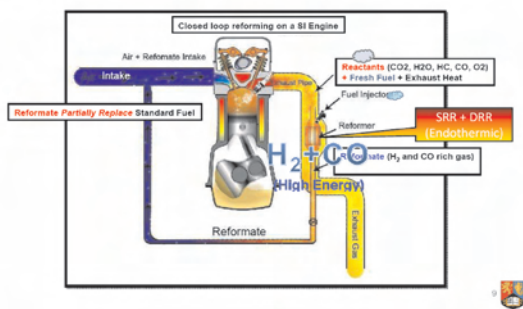 Closed loop reforming on a SI Engine
Air + Reformate Intake
Intake
Exhaust Pipe
Reactants (CO2, H2O, HC, CO, O2)
+ Fresh Fuel + Exhaust Heat
Fuel Injector
Reformate Partially Replace Standard Fuel
Reformer
SRR + DRR
(Endothermic)
H2+CO
(High Energy)
Reformate (H2 and CO rich gas)
Reformate
Exhaust Gas
9